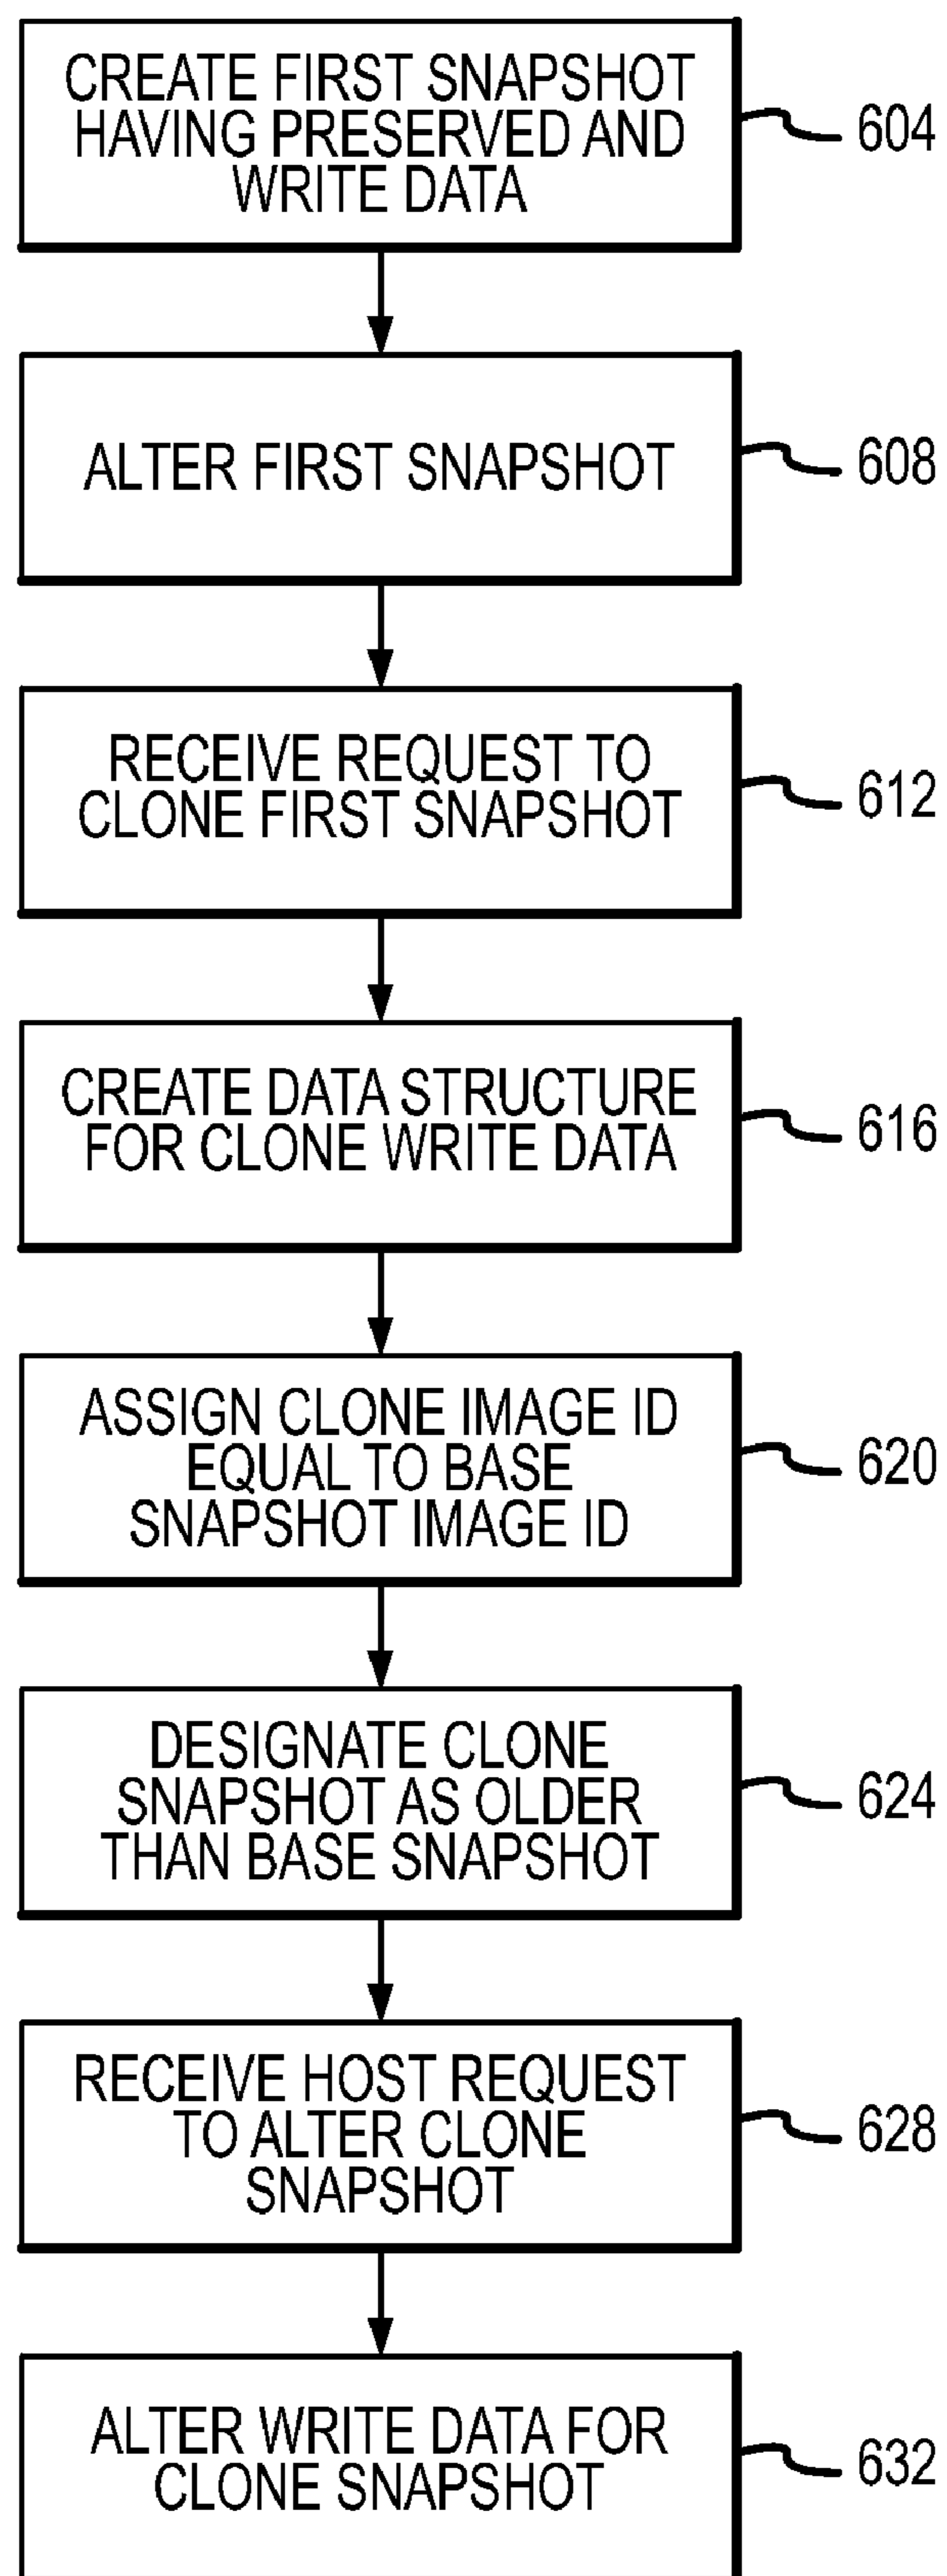 CREATE FIRST SNAPSHOT
HAVING PRESERVED AND
WRITE DATA
604
ALTER FIRST SNAPSHOT
608
RECEIVE REQUEST TO
CLONE FIRST SNAPSHOT
612
CREATE DATA STRUCTURE
FOR CLONE WRITE DATA
616
ASSIGN CLONE IMAGE ID
EQUAL TO BASE
SNAPSHOT IMAGE ID
620
DESIGNATE CLONE
SNAPSHOT AS OLDER
THAN BASE SNAPSHOT
624
RECEIVE HOST REQUEST
TO ALTER CLONE
SNAPSHOT
628
ALTER WRITE DATA FOR
CLONE SNAPSHOT
632